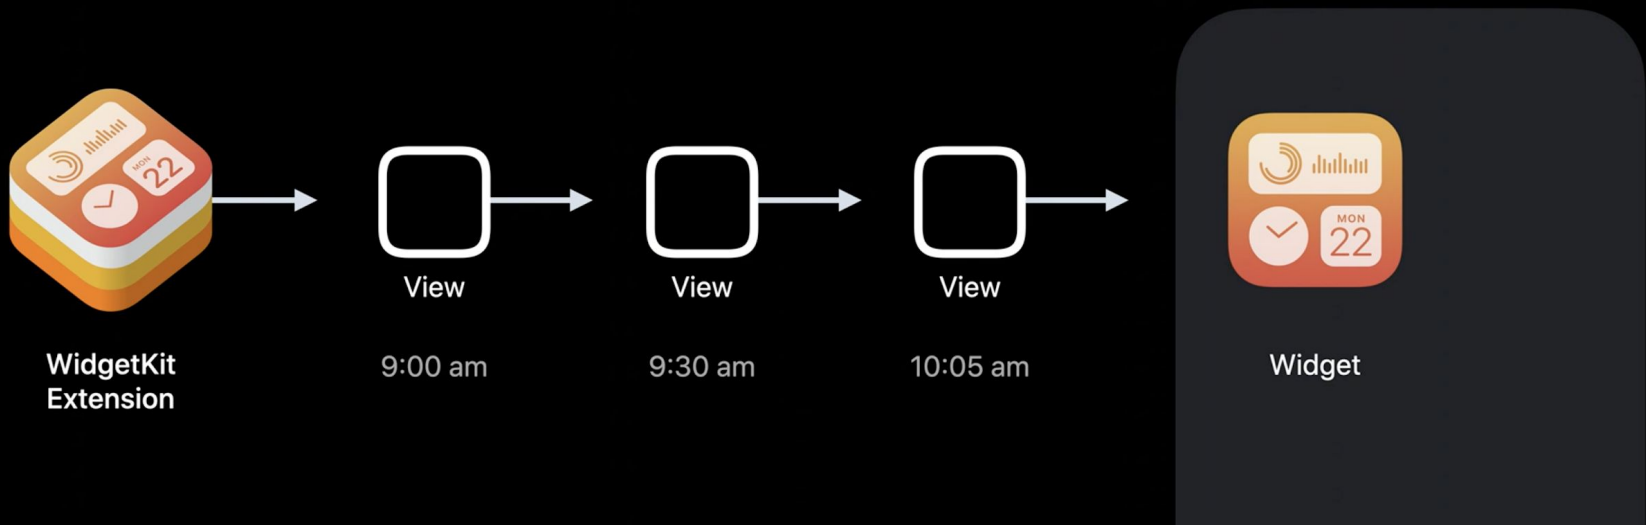 MON
22
WidgetKit
Extension
View
9:00 am
View
9:30 am
View
10:05 am
MON
22
Widget